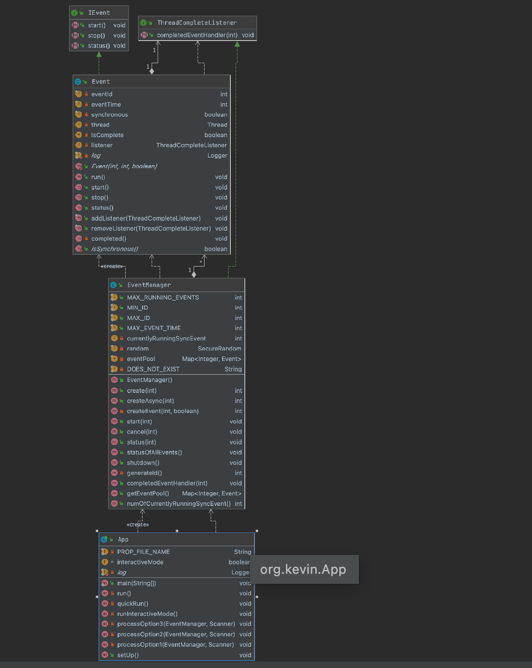 IEvent
start() void
stop() void
status() void
ThreadCompleteListener
completedEventHandler(int) void
1
1
Event
eventId int
eventTime int
synchronous boolean
thread Thread
isComplete boolean
listener ThreadCompleteListener
log Logger
Event(int, int, boolean)
run() void
start() void
stop() void
status() void
addListener(ThreadCompleteListener) void
removeListener(ThreadCompleteListener) void
completed() void
isSynchronous() boolean
«create»
1
*
EventManager
MAX_RUNNING_EVENTS int
MIN_ID int
MAX_ID int
MAX_EVENT_TIME int
currentlyRunningSyncEvent int
random SecureRandom
eventPool Map<Integer, Event>
DOES_NOT_EXIST String
EventManager()
create(int) int
createAsync(int) int
createEvent(int, boolean) int
start(int) void
cancel(int) void
status(int) void
statusOfAllEvents() void
shutdown() void
generateId() int
completedEventHandler(int) void
getEventPool() Map<Integer, Event>
numOfCurrentlyRunningSyncEvent() int
«create»
App
PROP_FILE_NAME String
interactiveMode boolean
log Logge
org.kevin.App
main(String[]) void
run() void
quickRun() void
runInteractiveMode() void
processOption3(EventManager, Scanner) void
processOption2(EventManager, Scanner) void
processOption1(EventManager, Scanner) void
setUp() void